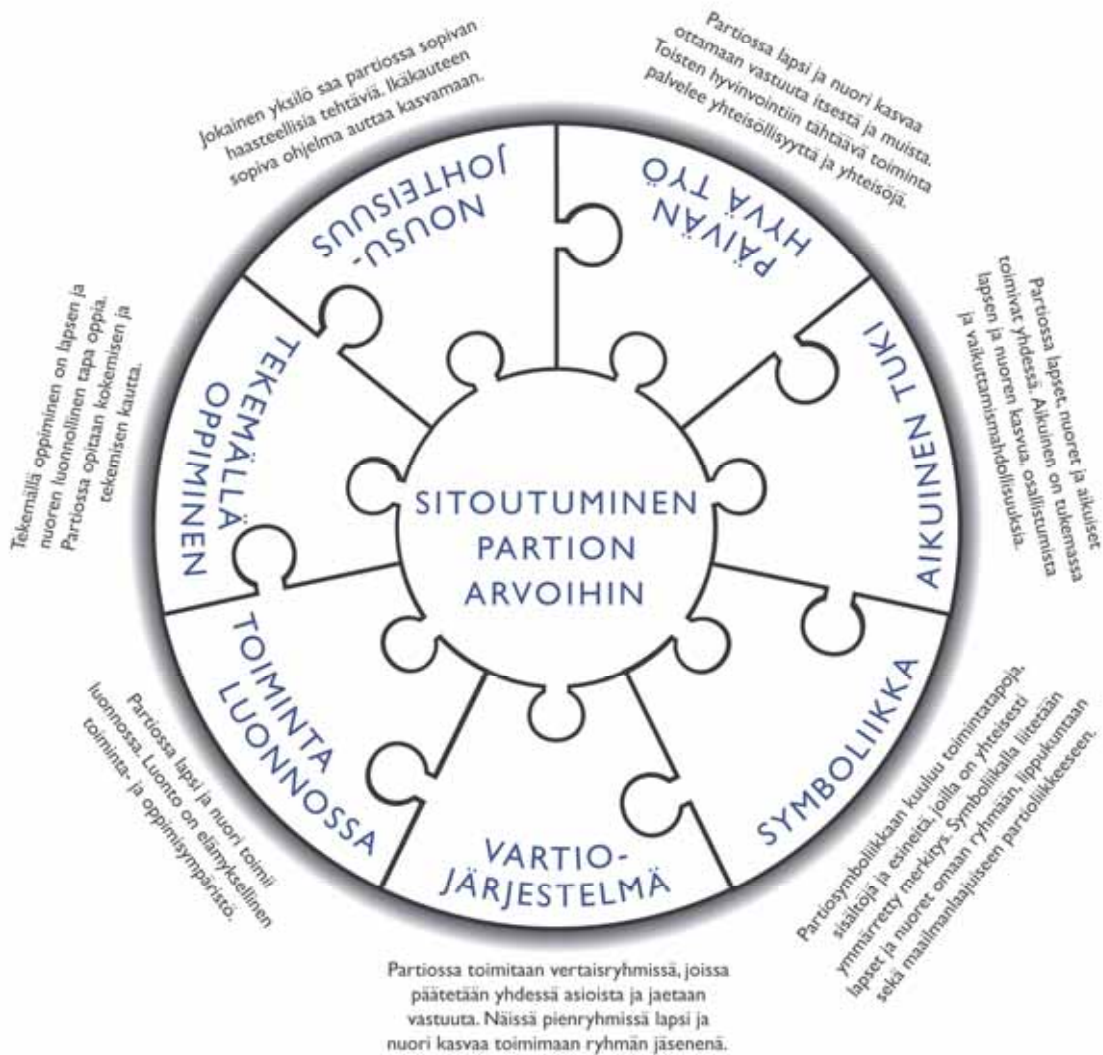 Jokainen yksilö saa partiossa sopivan
haasteellisia tehtäviä. Ikäkauteen
sopiva ohjelma auttaa kasvamaan.
NOUSU-
JOHTEISUUS
Partiossa lapsi ja nuori kasvaa
ottamaan vastuuta itsestä ja muista.
Toisten hyvinvointiin tähtäävä toiminta
palvelee yhteisöllisyyttä ja yhteisöjä.
PÄIVÄN
HYVÄ TYÖ
Partiossa lapset, nuoret ja aikuiset
toimivat yhdessä. Aikuinen on tukemassa
lapsen ja nuoren kasvua, osallistumista
ja vaikuttamismahdollisuuksia.
AIKUINEN TUKI
Partiosymboliikkaan kuuluu toimintatapoja,
sisältöjä ja esineitä, joilla on yhteisesti
ymmärretty merkitys. Symboliikalla liitetään
lapset ja nuoret omaan ryhmään, lippukuntaan
sekä maailmanlaajuiseen partioliikkeeseen.
SYMBOLIIKKA
VARTIO-
JÄRJESTELMÄ
Partiossa toimitaan vertaisryhmissä, joissa
päätetään yhdessä asioista ja jaetaan
vastuuta. Näissä pienryhmissä lapsi ja
nuori kasvaa toimimaan ryhmän jäsenenä.
TOIMINTA
LUONNOSSA
Partiossa lapsi ja nuori toimii
luonnossa. Luonto on elämyksellinen
toiminta- ja oppimisympäristö.
TEKEMÄLLÄ
OPPIMINEN
Tekemällä oppiminen on lapsen ja
nuoren luonnollinen tapa oppia.
Partiossa opitaan kokemisen ja
tekemisen kautta.
SITOUTUMINEN
PARTION
ARVOIHIN